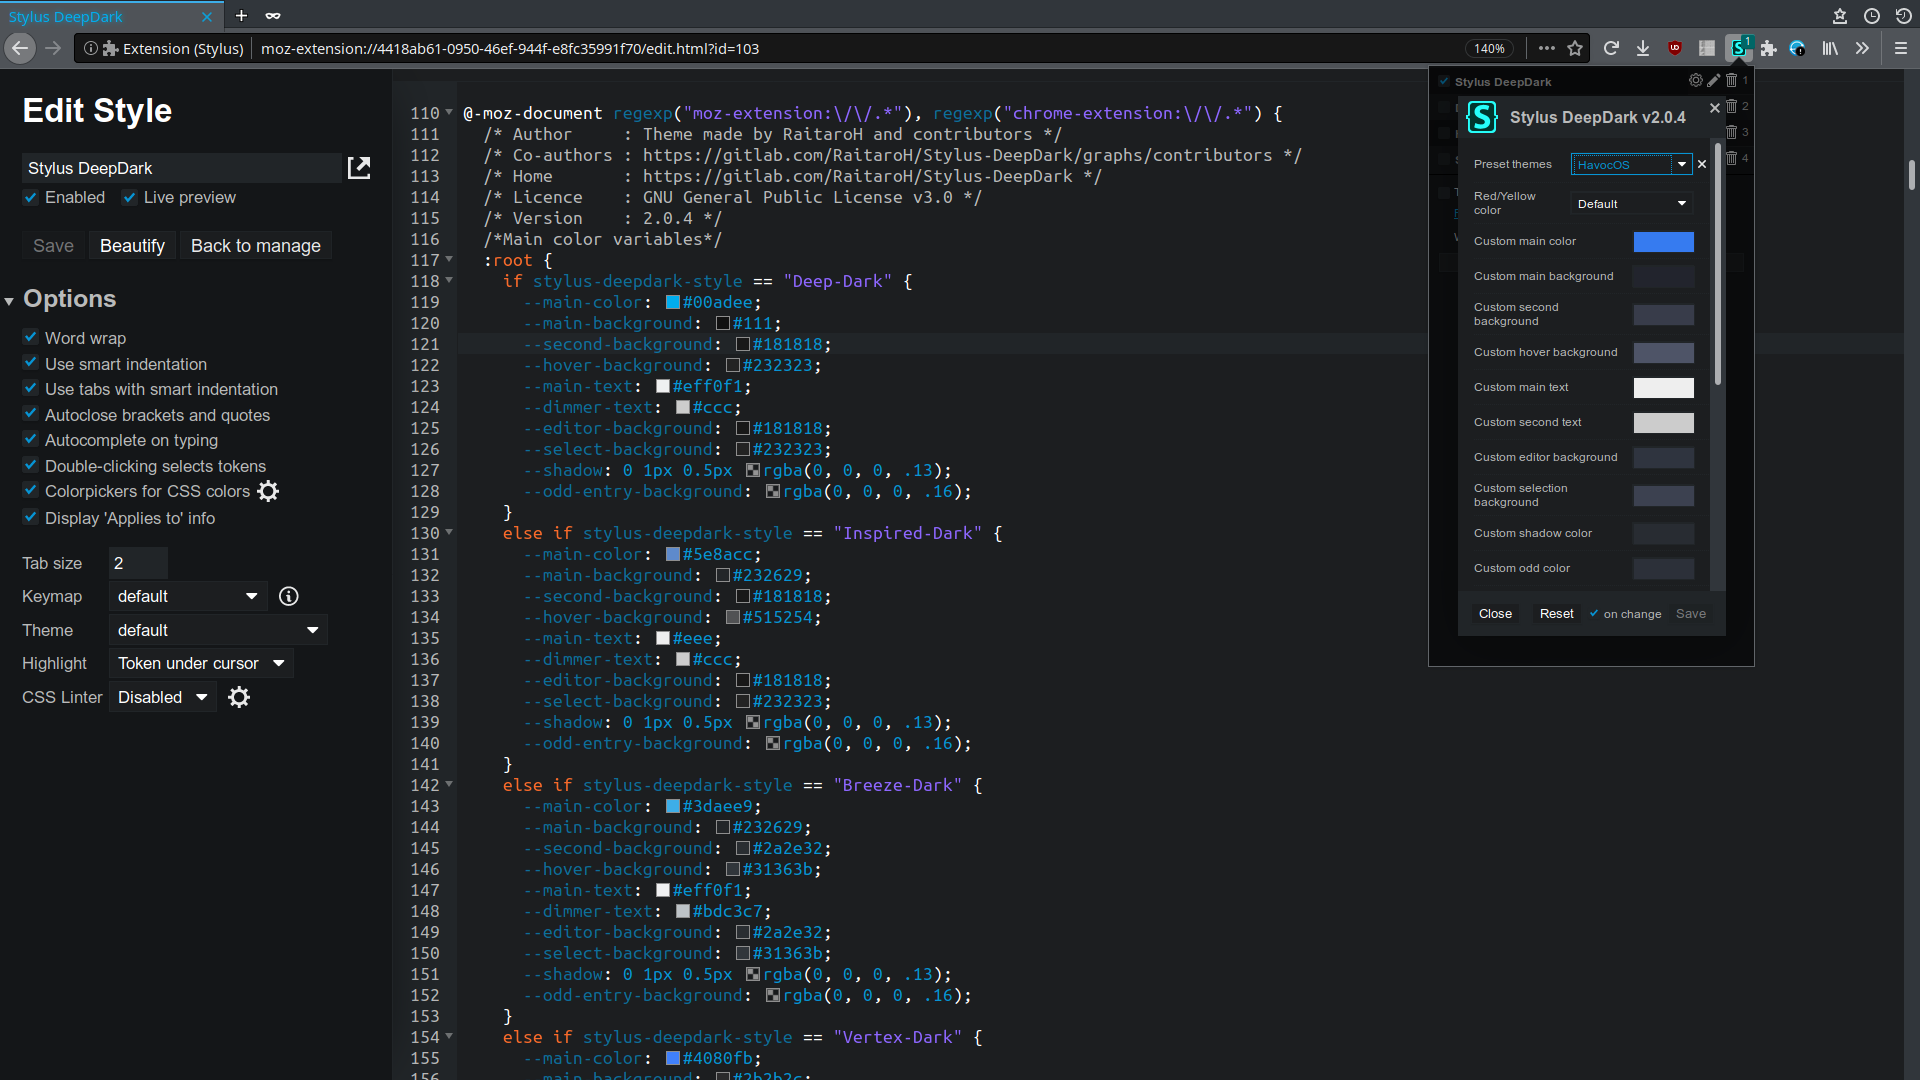 Stylus DeepDark
Extension (Stylus)
moz-extension://4418ab61-0950-46ef-944f-e8fc35991f70/edit.html?id=103
140%
1
Edit Style
Stylus DeepDark
Enabled
Live preview
Save
Beautify
Back to manage
Options
Word wrap
Use smart indentation
Use tabs with smart indentation
Autoclose brackets and quotes
Autocomplete on typing
Double-clicking selects tokens
Colorpickers for CSS colors
Display 'Applies to' info
Tab size 2
Keymap default
Theme default
Highlight Token under cursor
CSS Linter Disabled
110 @-moz-document regexp("moz-extension:\/\/.*"), regexp("chrome-extension:\/\/.*") {
111 /* Author : Theme made by RaitaroH and contributors */
112 /* Co-authors : https://gitlab.com/RaitaroH/Stylus-DeepDark/graphs/contributors */
113 /* Home : https://gitlab.com/RaitaroH/Stylus-DeepDark */
114 /* Licence : GNU General Public License v3.0 */
115 /* Version : 2.0.4 */
116 /*Main color variables*/
117 :root {
118 if stylus-deepdark-style == "Deep-Dark" {
119 --main-color: #00adee;
120 --main-background: #111;
121 --second-background: #181818;
122 --hover-background: #232323;
123 --main-text: #eff0f1;
124 --dimmer-text: #ccc;
125 --editor-background: #181818;
126 --select-background: #232323;
127 --shadow: 0 1px 0.5px rgba(0, 0, 0, .13);
128 --odd-entry-background: rgba(0, 0, 0, .16);
129 }
130 else if stylus-deepdark-style == "Inspired-Dark" {
131 --main-color: #5e8acc;
132 --main-background: #232629;
133 --second-background: #181818;
134 --hover-background: #515254;
135 --main-text: #eee;
136 --dimmer-text: #ccc;
137 --editor-background: #181818;
138 --select-background: #232323;
139 --shadow: 0 1px 0.5px rgba(0, 0, 0, .13);
140 --odd-entry-background: rgba(0, 0, 0, .16);
141 }
142 else if stylus-deepdark-style == "Breeze-Dark" {
143 --main-color: #3daee9;
144 --main-background: #232629;
145 --second-background: #2a2e32;
146 --hover-background: #31363b;
147 --main-text: #eff0f1;
148 --dimmer-text: #bdc3c7;
149 --editor-background: #2a2e32;
150 --select-background: #31363b;
151 --shadow: 0 1px 0.5px rgba(0, 0, 0, .13);
152 --odd-entry-background: rgba(0, 0, 0, .16);
153 }
154 else if stylus-deepdark-style == "Vertex-Dark" {
155 --main-color: #4080fb;
156 --main-background: #2b2b2c;
Stylus DeepDark 1
2
3
4
S Stylus DeepDark v2.0.4
Preset themes HavocOS
Red/Yellow color Default
Custom main color
Custom main background
Custom second background
Custom hover background
Custom main text
Custom second text
Custom editor background
Custom selection background
Custom shadow color
Custom odd color
Close
Reset
on change
Save